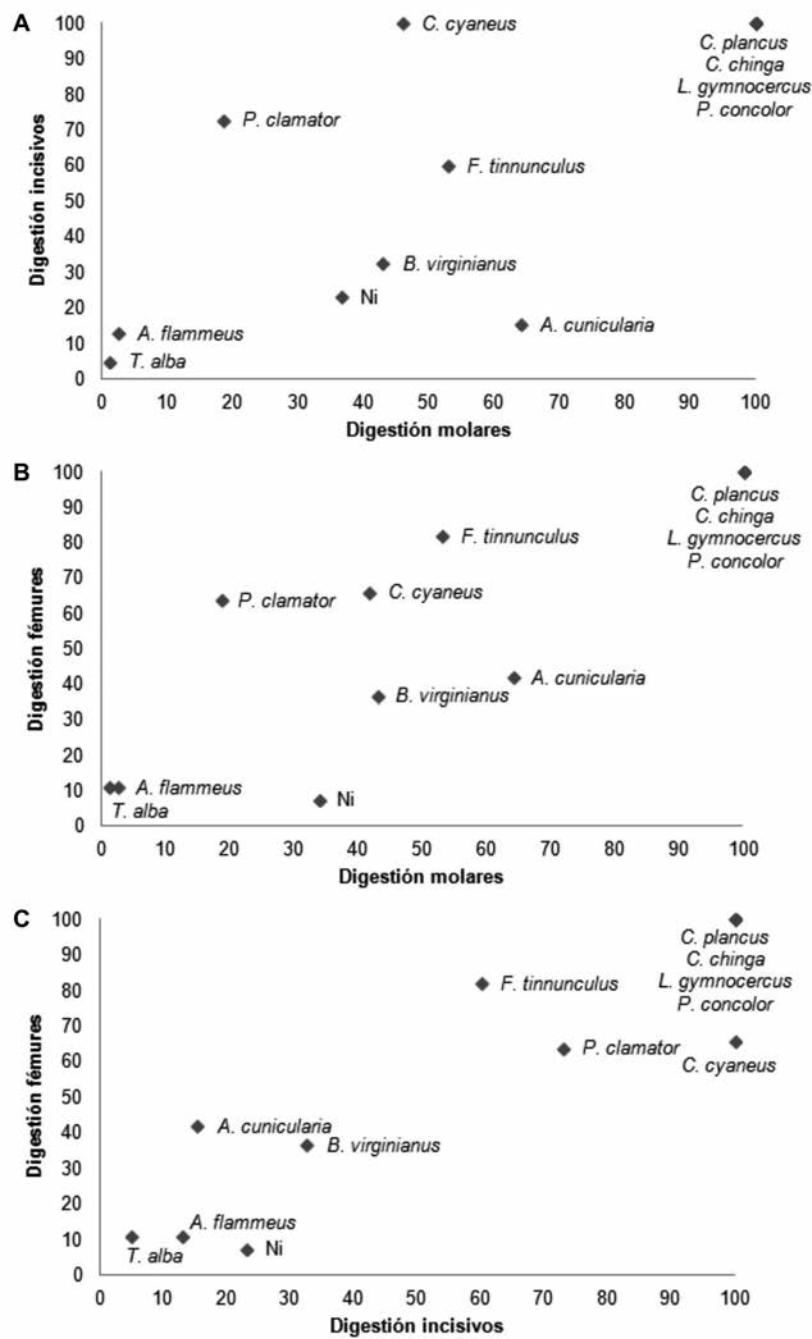 A
100
90
80
70
60
50
40
30
20
10
0
Digestión incisivos
C. cyaneus
C. plancus
C. chinga
L. gymnocercus
P. concolor
P. clamator
F. tinnunculus
B. virginianus
Ni
A. cunicularia
A. flammeus
T. alba
0 10 20 30 40 50 60 70 80 90 100
Digestión molares
B
100
90
80
70
60
50
40
30
20
10
0
Digestión fémures
C. plancus
C. chinga
L. gymnocercus
P. concolor
F. tinnunculus
P. clamator
C. cyaneus
A. cunicularia
B. virginianus
A. flammeus
T. alba
Ni
0 10 20 30 40 50 60 70 80 90 100
Digestión molares
C
100
90
80
70
60
50
40
30
20
10
0
Digestión fémures
C. plancus
C. chinga
L. gymnocercus
P. concolor
F. tinnunculus
P. clamator
C. cyaneus
A. cunicularia
B. virginianus
A. flammeus
T. alba
Ni
0 10 20 30 40 50 60 70 80 90 100
Digestión incisivos